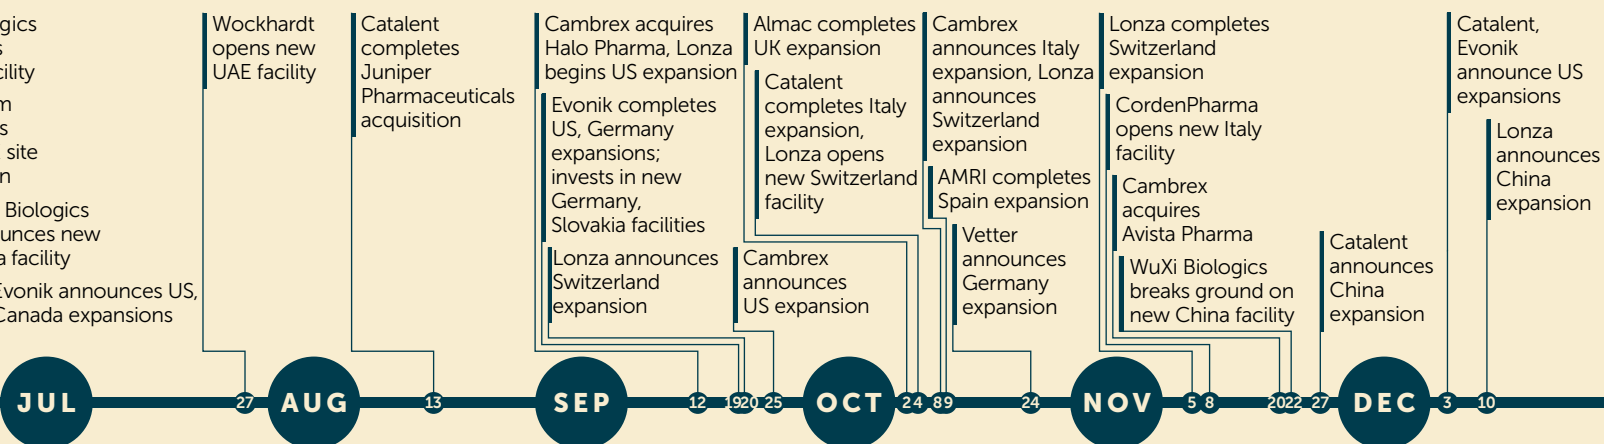 gics
s
cility
m
s
site
n
Biologics
unces new
a facility
Evonik announces US,
Canada expansions
Wockhardt
opens new
UAE facility
Catalent
completes
Juniper
Pharmaceuticals
acquisition
Cambrex acquires
Halo Pharma, Lonza
begins US expansion
Evonik completes
US, Germany
expansions;
invests in new
Germany,
Slovakia facilities
Lonza announces
Switzerland
expansion
Cambrex
announces
US expansion
Almac completes
UK expansion
Catalent
completes Italy
expansion,
Lonza opens
new Switzerland
facility
Cambrex
announces Italy
expansion, Lonza
announces
Switzerland
expansion
AMRI completes
Spain expansion
Vetter
announces
Germany
expansion
Lonza completes
Switzerland
expansion
CordenPharma
opens new Italy
facility
Cambrex
acquires
Avista Pharma
WuXi Biologics
breaks ground on
new China facility
Catalent
announces
China
expansion
Catalent,
Evonik
announce US
expansions
Lonza
announces
China
expansion
JUL 27 AUG 13 SEP 12 19 20 25 OCT 2 4 8 9 24 NOV 5 8 20 22 27 DEC 3 10